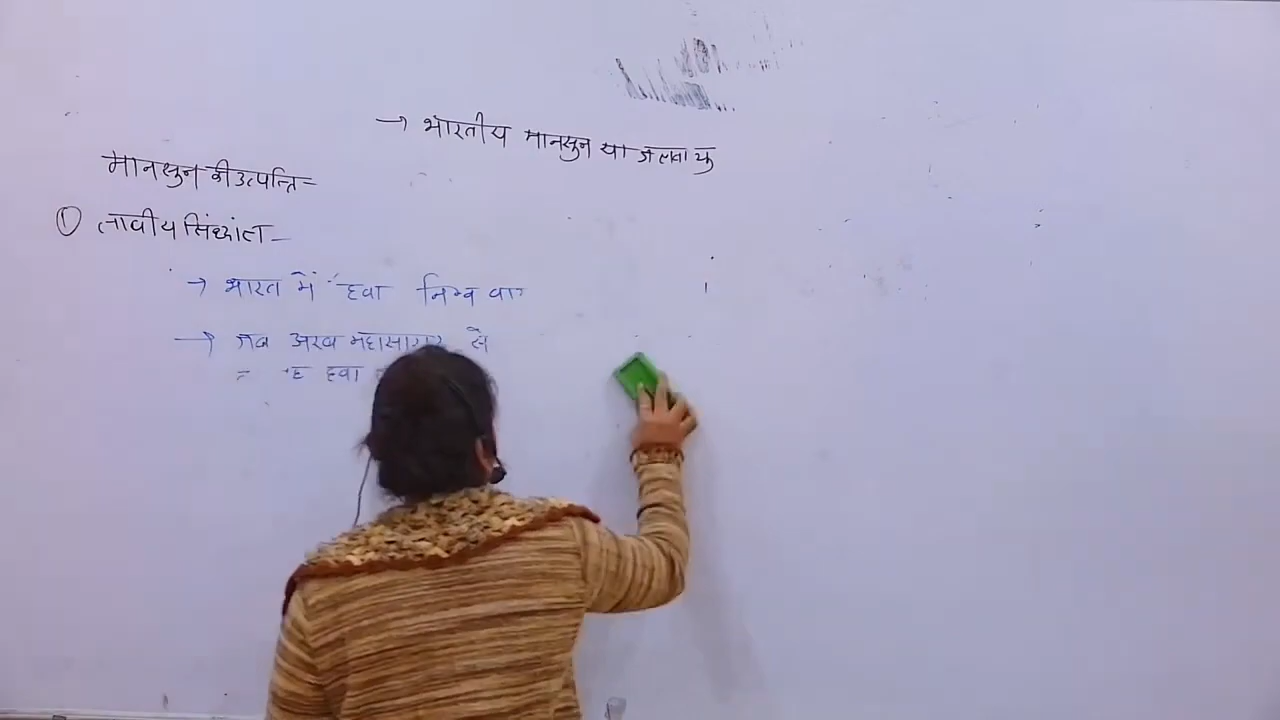 → भारतीय मानसुन या जलवायु
मानसुन की उत्पत्ति-
① तापीय सिंध्दांत-
→ भारत में हवा निम्न वा
→ जब अरब महासागर से
हवा